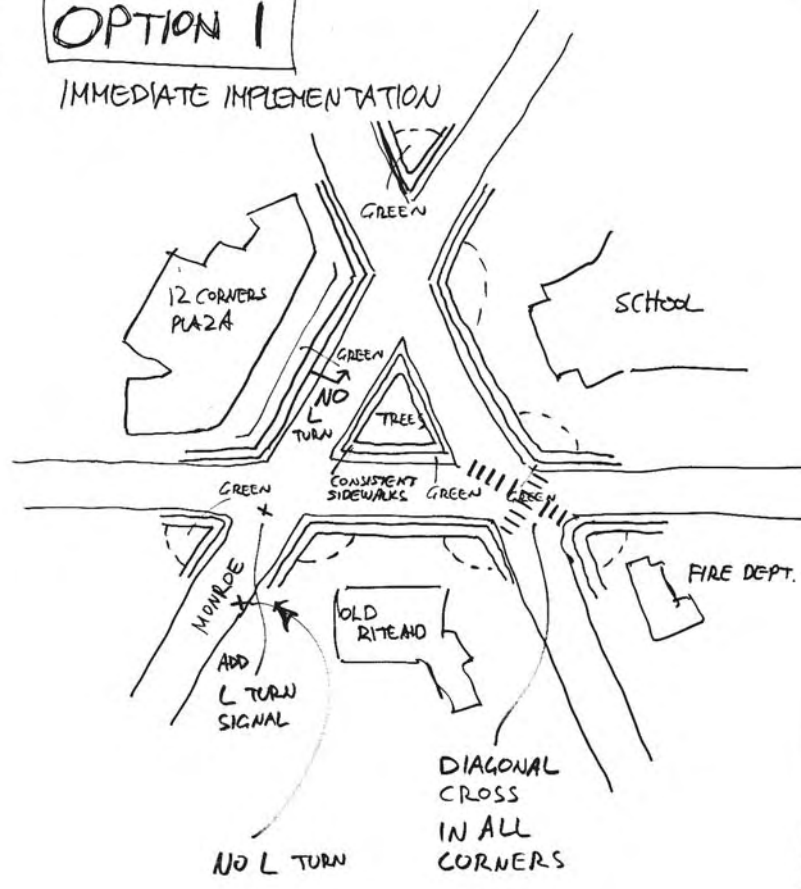 OPTION 1
IMMEDIATE IMPLEMENTATION
GREEN
12 CORNERS
PLAZA
SCHOOL
GREEN
NO
L
TURN
TREES
CONSISTENT
SIDEWALKS
GREEN
GREEN
GREEN
MONROE
FIRE DEPT.
OLD
RITEAID
ADD
L TURN
SIGNAL
DIAGONAL
CROSS
IN ALL
CORNERS
NO L TURN